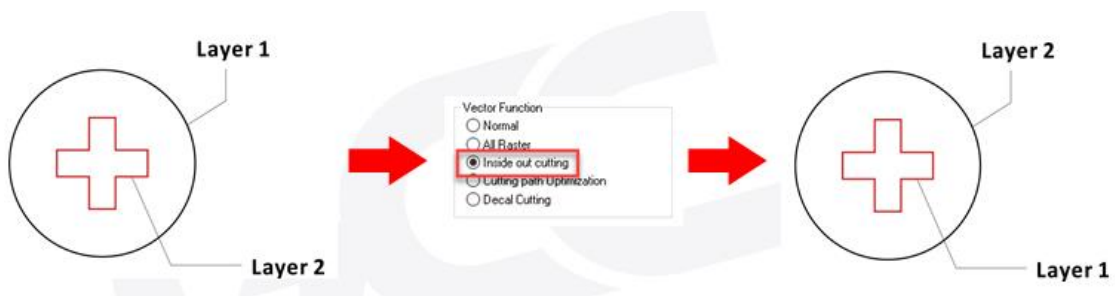 Layer 1
Layer 2
Vector Function
Normal
All Raster
Inside out cutting
Cutting path Optimization
Decal Cutting
Layer 2
Layer 1